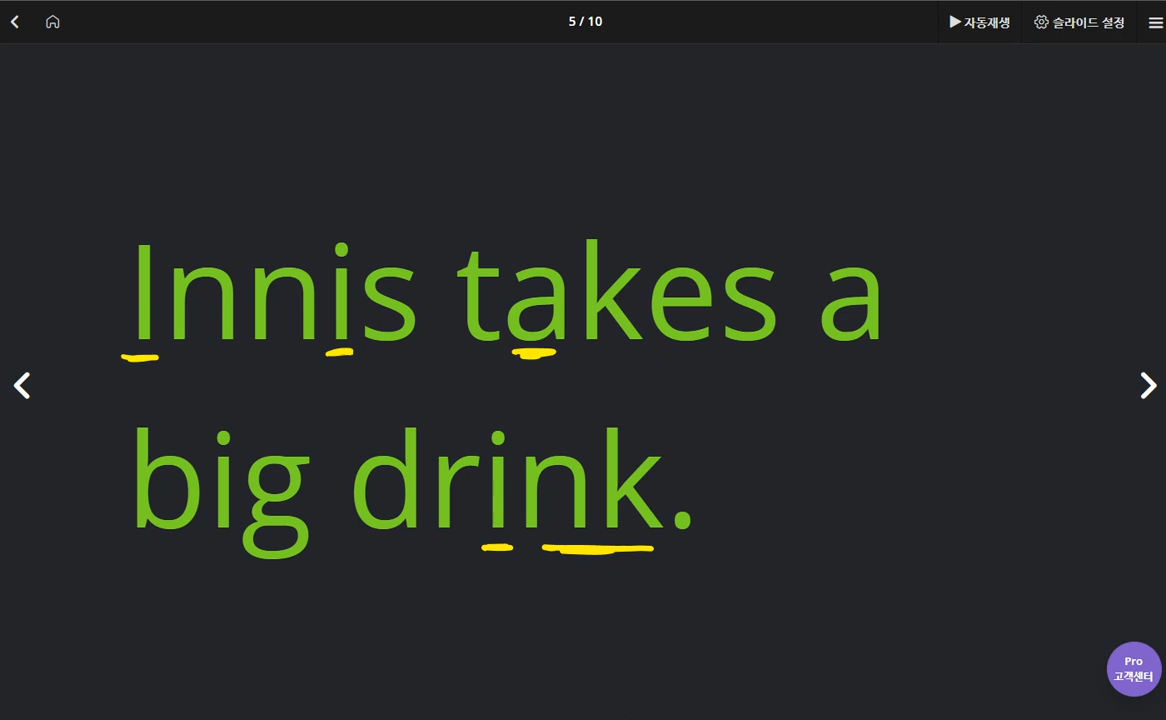 5 / 10
▶ 자동재생
슬라이드 설정
Innis takes a
big drink.
Pro
고객센터